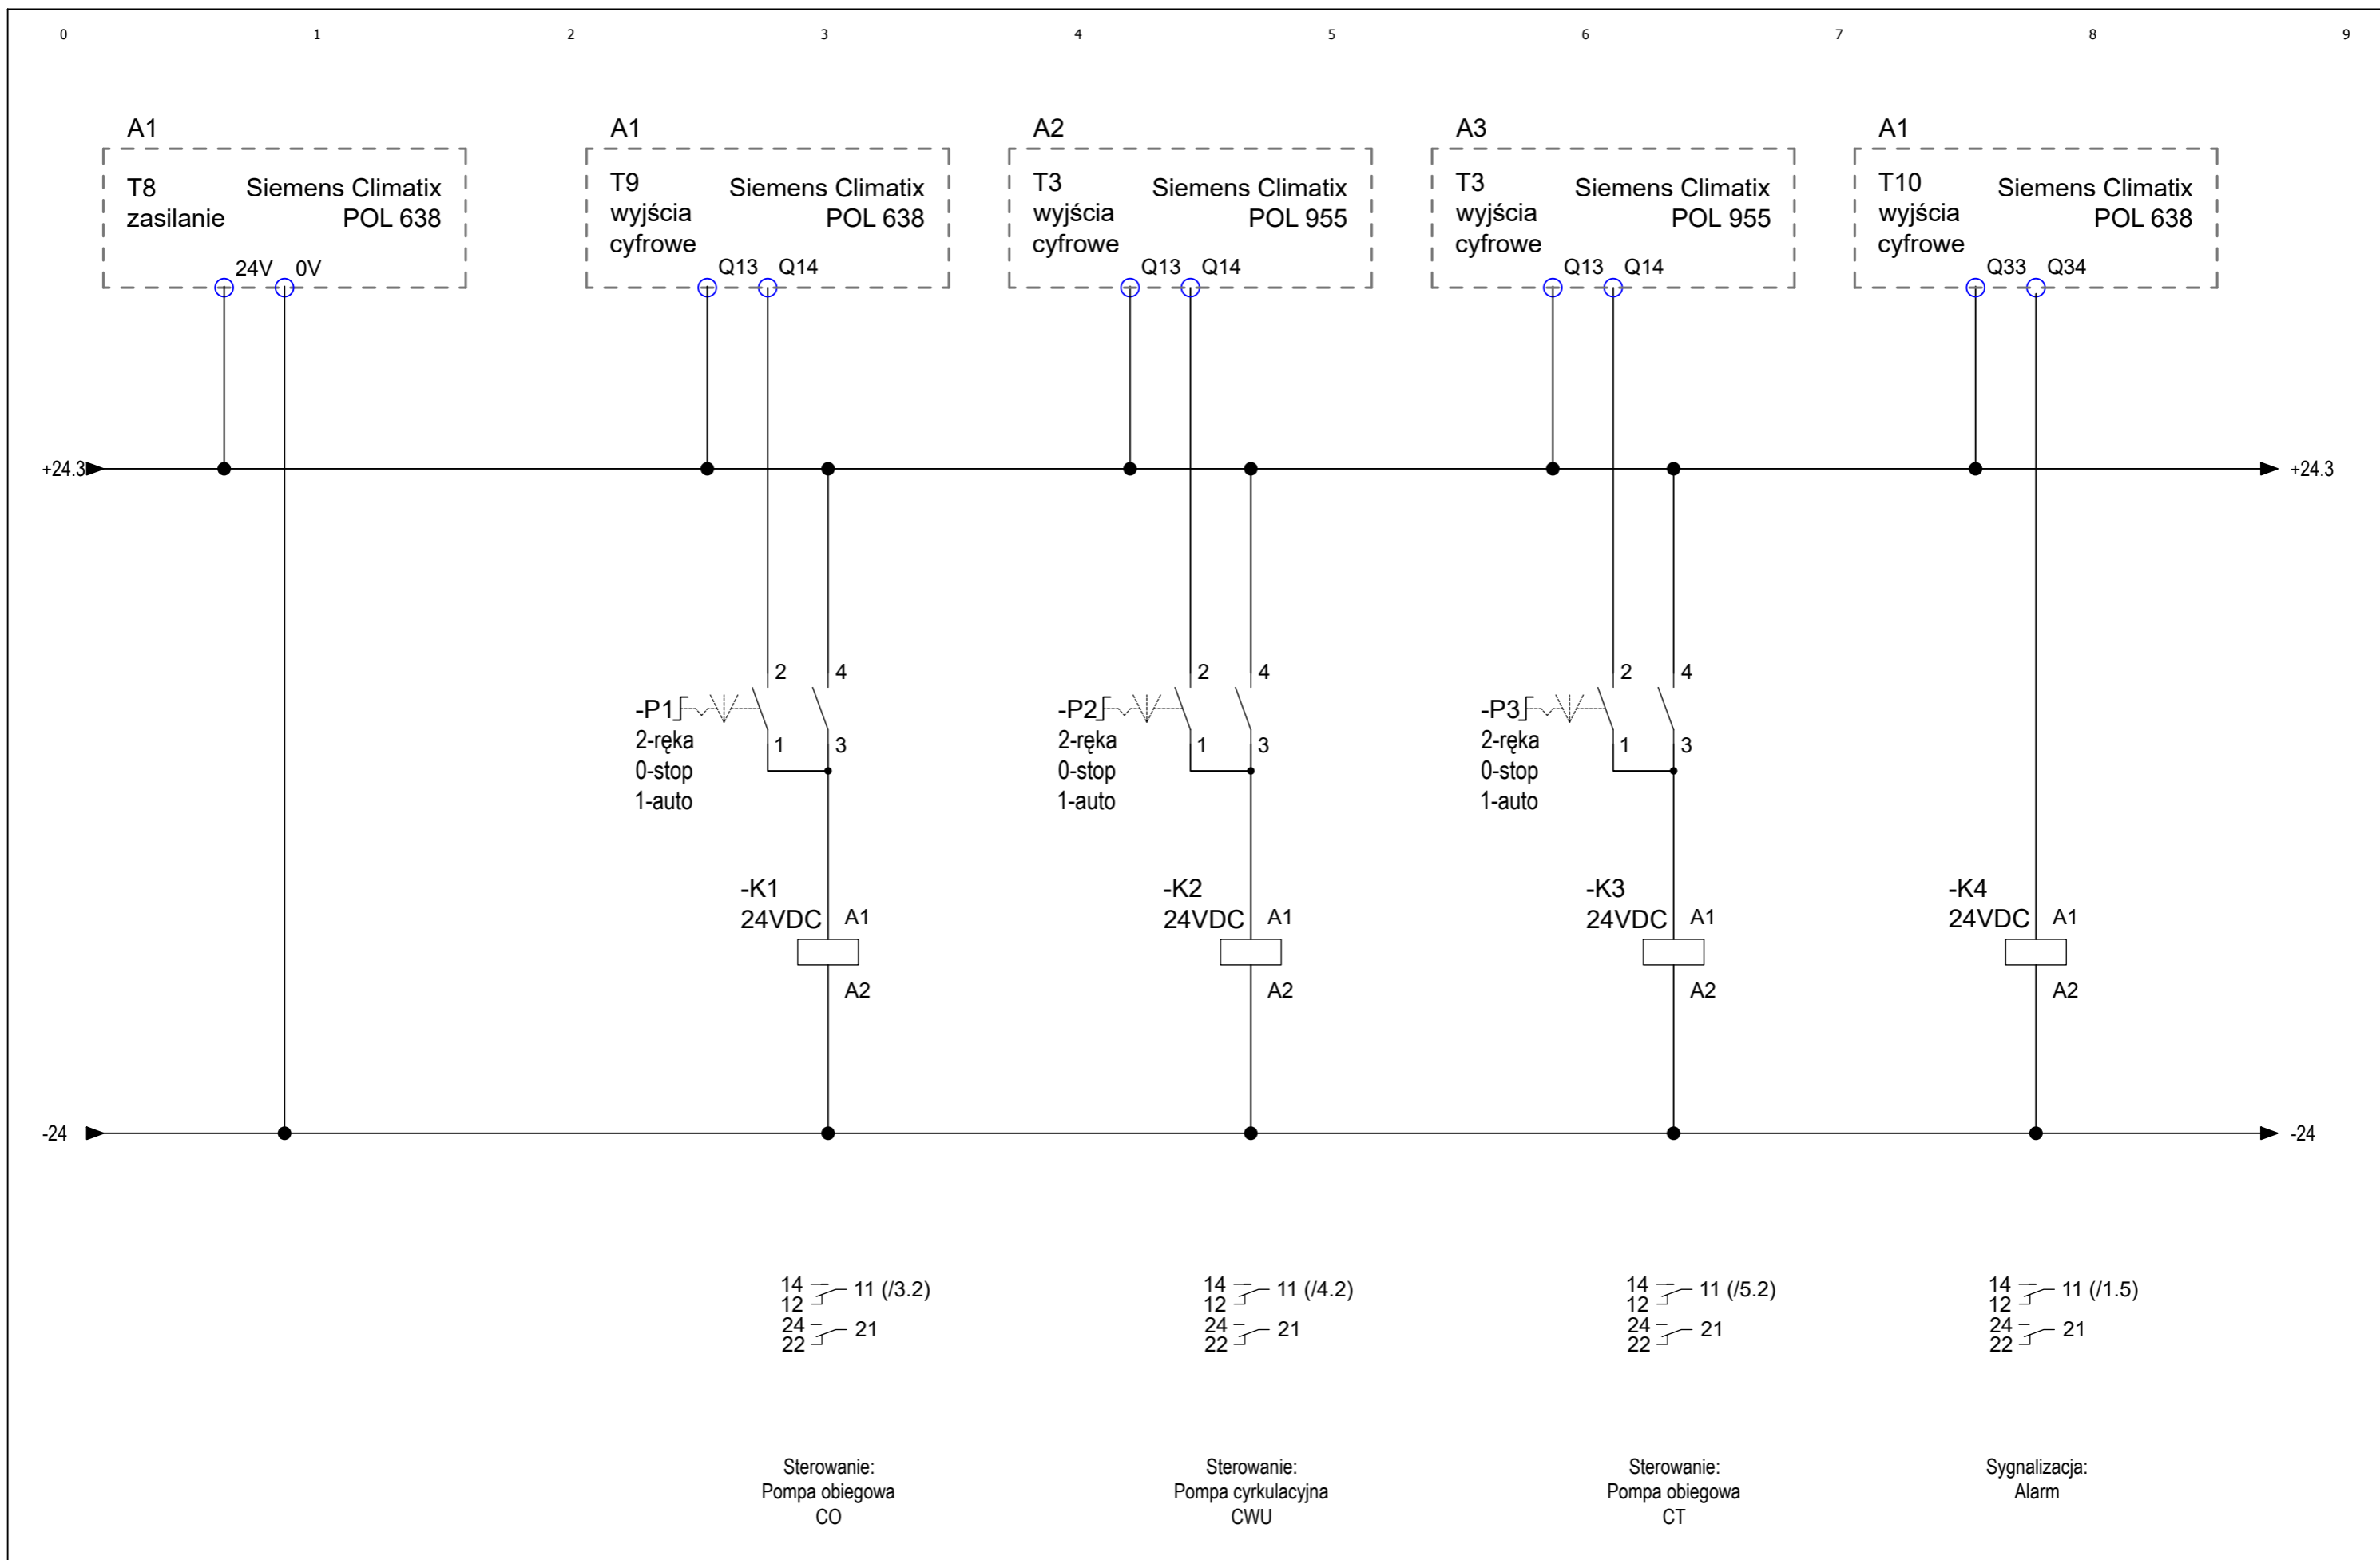 0 1 2 3 4 5 6 7 8 9
A1
T8
zasilanie
Siemens Climatix
POL 638
24V 0V
A1
T9
wyjścia
cyfrowe
Siemens Climatix
POL 638
Q13 Q14
A2
T3
wyjścia
cyfrowe
Siemens Climatix
POL 955
Q13 Q14
A3
T3
wyjścia
cyfrowe
Siemens Climatix
POL 955
Q13 Q14
A1
T10
wyjścia
cyfrowe
Siemens Climatix
POL 638
Q33 Q34
+24.3 +24.3
-P1
2-ręka
0-stop
1-auto
2 4
1 3
-P2
2-ręka
0-stop
1-auto
2 4
1 3
-P3
2-ręka
0-stop
1-auto
2 4
1 3
-K1
24VDC A1
A2
-K2
24VDC A1
A2
-K3
24VDC A1
A2
-K4
24VDC A1
A2
-24 -24
14 11 (/3.2)
12
24 21
22
14 11 (/4.2)
12
24 21
22
14 11 (/5.2)
12
24 21
22
14 11 (/1.5)
12
24 21
22
Sterowanie:
Pompa obiegowa
CO
Sterowanie:
Pompa cyrkulacyjna
CWU
Sterowanie:
Pompa obiegowa
CT
Sygnalizacja:
Alarm